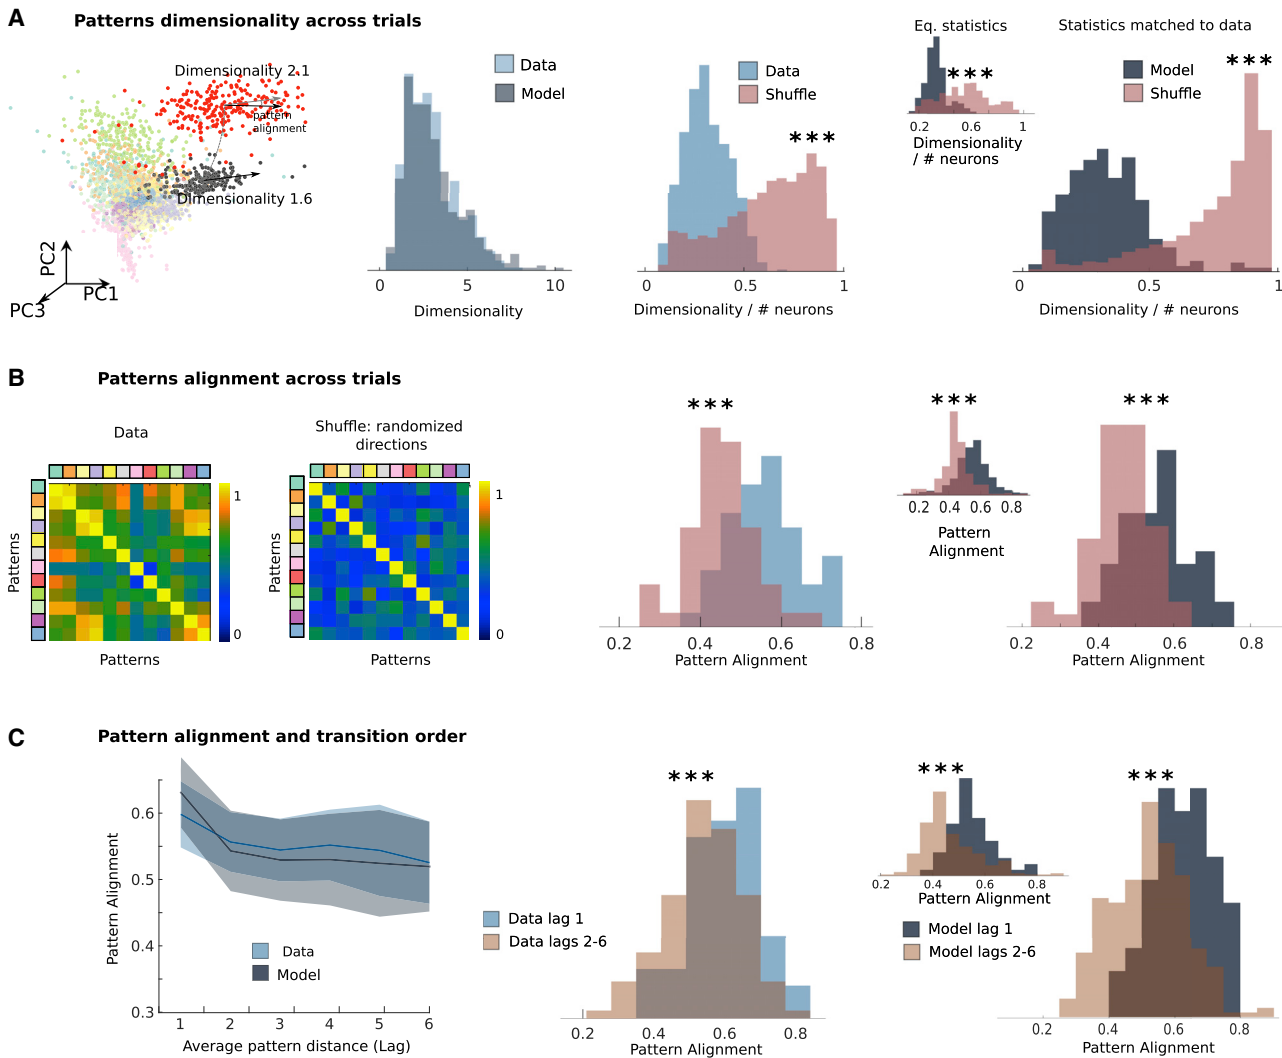 A
Patterns dimensionality across trials
Dimensionality 2.1
pattern
alignment
Dimensionality 1.6
PC2
PC1
PC3
Data
Model
0
5
10
Dimensionality
Data
Shuffle
***
0
0.5
1
Dimensionality / # neurons
Eq. statistics
***
0.2
0.6
1
Dimensionality
/ # neurons
Statistics matched to data
Model
Shuffle
***
0
0.5
1
Dimensionality / # neurons
B
Patterns alignment across trials
Data
Patterns
1
0
Patterns
Shuffle: randomized
directions
Patterns
1
0
Patterns
***
0.2
0.4
0.6
0.8
Pattern Alignment
***
0.2
0.4
0.6
0.8
Pattern
Alignment
***
0.2
0.4
0.6
0.8
Pattern Alignment
C
Pattern alignment and transition order
Pattern Alignment
0.6
0.5
0.4
0.3
Data
Model
1
2
3
4
5
6
Average pattern distance (Lag)
***
Data lag 1
Data lags 2-6
0.2
0.4
0.6
0.8
Pattern Alignment
***
0.2
0.4
0.6
0.8
Pattern Alignment
Model lag 1
Model lags 2-6
***
0.2
0.4
0.6
0.8
Pattern Alignment